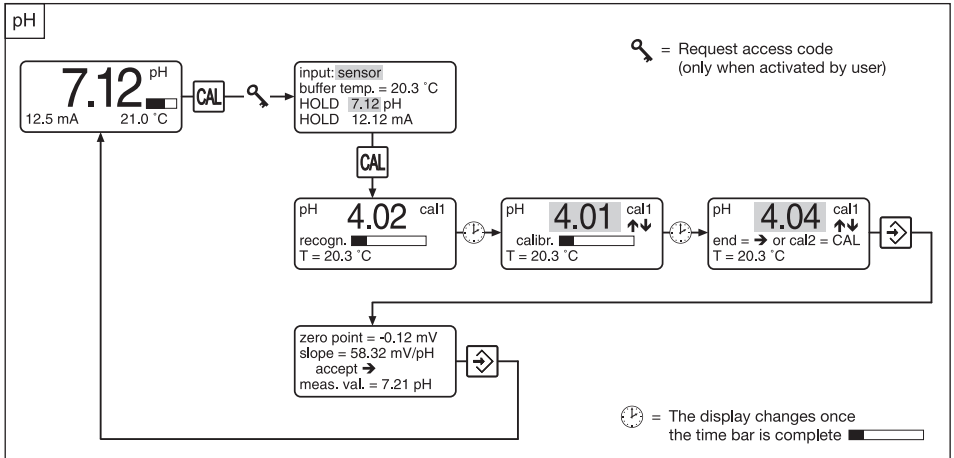 pH
7.12 pH
12.5 mA 21.0 °C
CAL
input: sensor
buffer temp. = 20.3 °C
HOLD 7.12 pH
HOLD 12.12 mA
= Request access code
(only when activated by user)
CAL
pH 4.02 cal1
recogn.
T = 20.3 °C
pH 4.01 cal1
calibr.
T = 20.3 °C
pH 4.04 cal1
end = ➔ or cal2 = CAL
T = 20.3 °C
zero point = -0.12 mV
slope = 58.32 mV/pH
accept ➔
meas. val. = 7.21 pH
= The display changes once
the time bar is complete